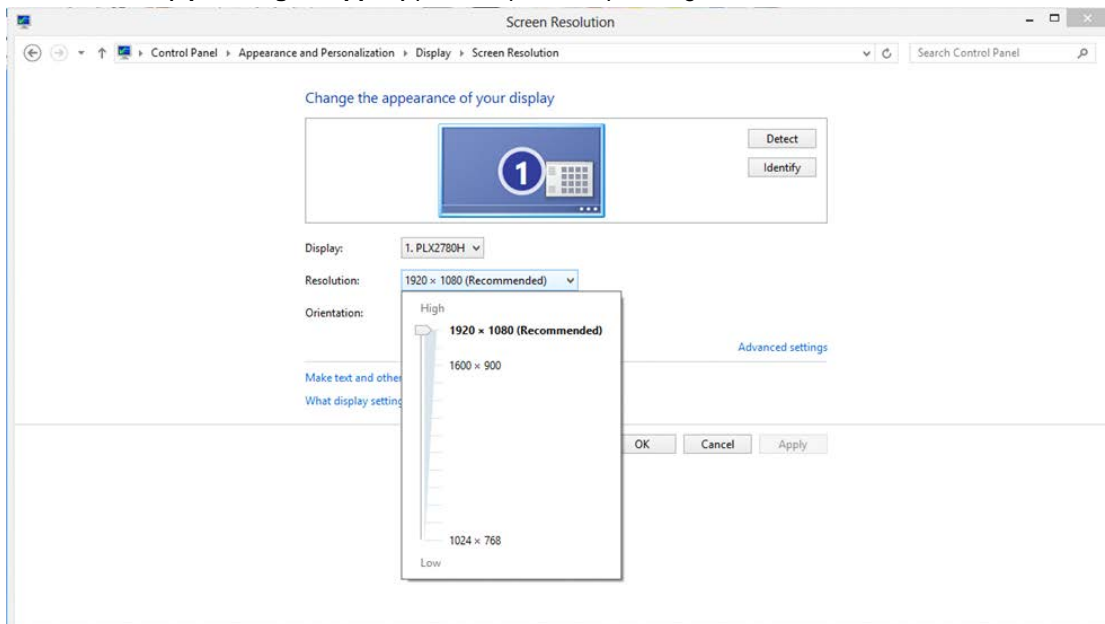 Screen Resolution
Control Panel Appearance and Personalization Display Screen Resolution
Search Control Panel
Change the appearance of your display
1
Detect
Identify
Display: 1. PLX2780H
Resolution: 1920 × 1080 (Recommended)
Orientation:
High
1920 × 1080 (Recommended)
1600 × 900
1024 × 768
Low
Advanced settings
Make text and other
What display setting
OK Cancel Apply